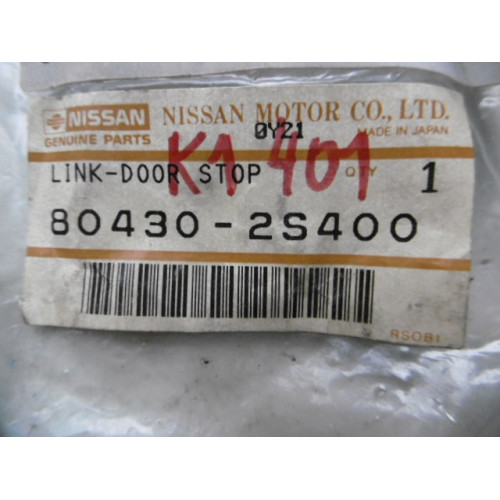 NISSAN NISSAN MOTOR CO., LTD.
GENUINE PARTS 0Y21 MADE IN JAPAN
K1 401
LINK-DOOR STOP QTY 1
80430-2S400
RSOB1